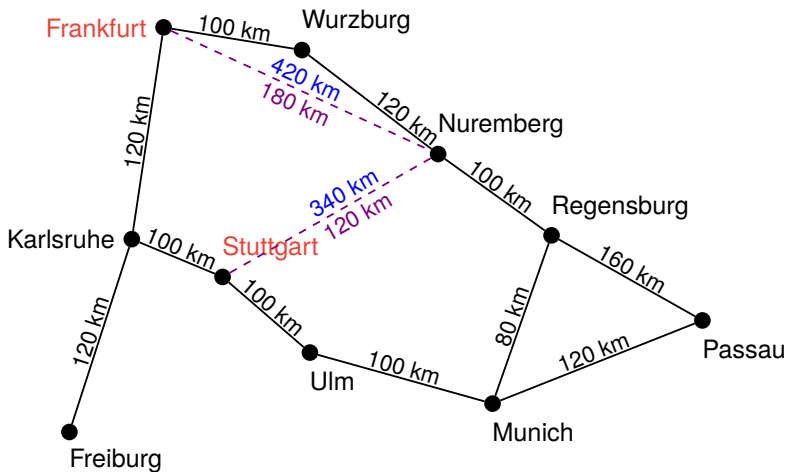 Wurzburg
Frankfurt
100 km
420 km
180 km
120 km
120 km
Nuremberg
100 km
340 km
120 km
Regensburg
Karlsruhe
100 km
Stuttgart
160 km
100 km
80 km
120 km
100 km
120 km
Passau
Ulm
Munich
Freiburg